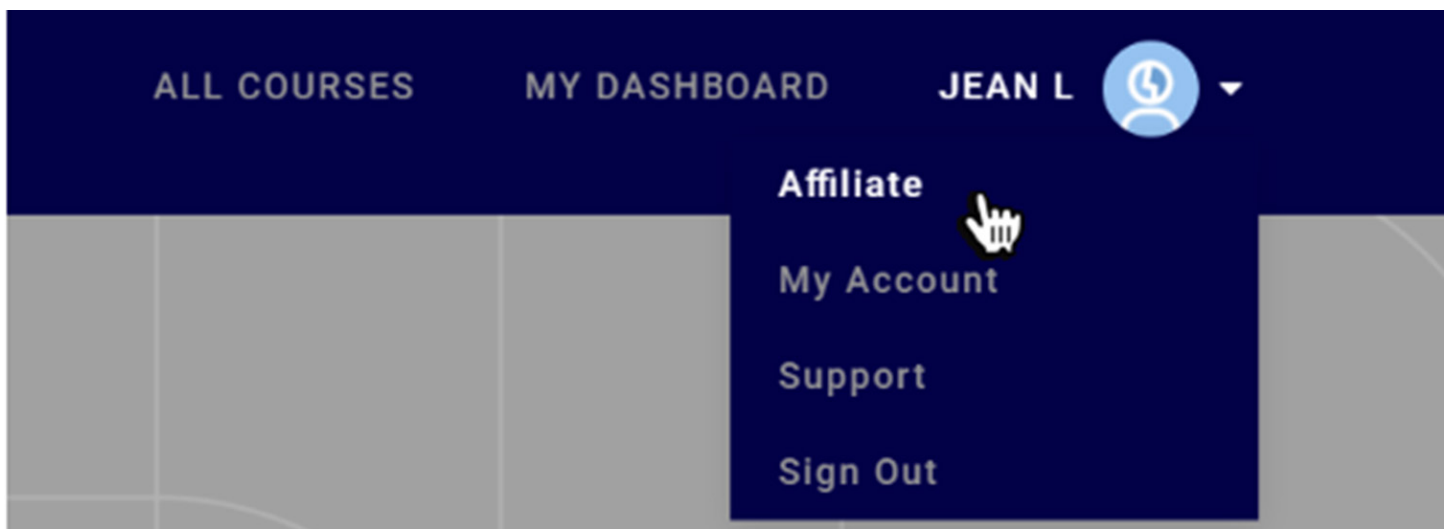 ALL COURSES MY DASHBOARD JEAN L
Affiliate
My Account
Support
Sign Out